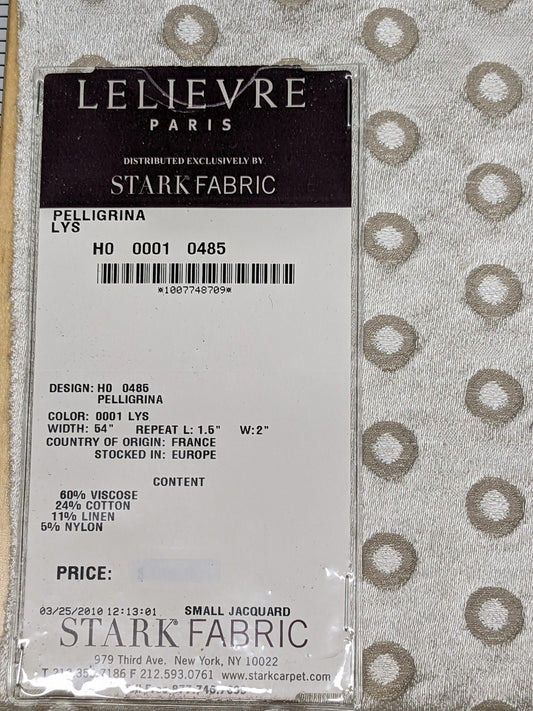 LELIEVRE
PARIS
DISTRIBUTED EXCLUSIVELY BY
STARK FABRIC
PELLIGRINA
LYS
H0 0001 0485
*1007748709*
DESIGN: H0 0485
PELLIGRINA
COLOR: 0001 LYS
WIDTH: 54" REPEAT L: 1.5" W:2"
COUNTRY OF ORIGIN: FRANCE
STOCKED IN: EUROPE
CONTENT
60% VISCOSE
24% COTTON
11% LINEN
5% NYLON
PRICE:
03/25/2010 12:13:01 SMALL JACQUARD
STARK FABRIC
979 Third Ave. New York, NY 10022
F 212.593.0761 www.starkcarpet.com